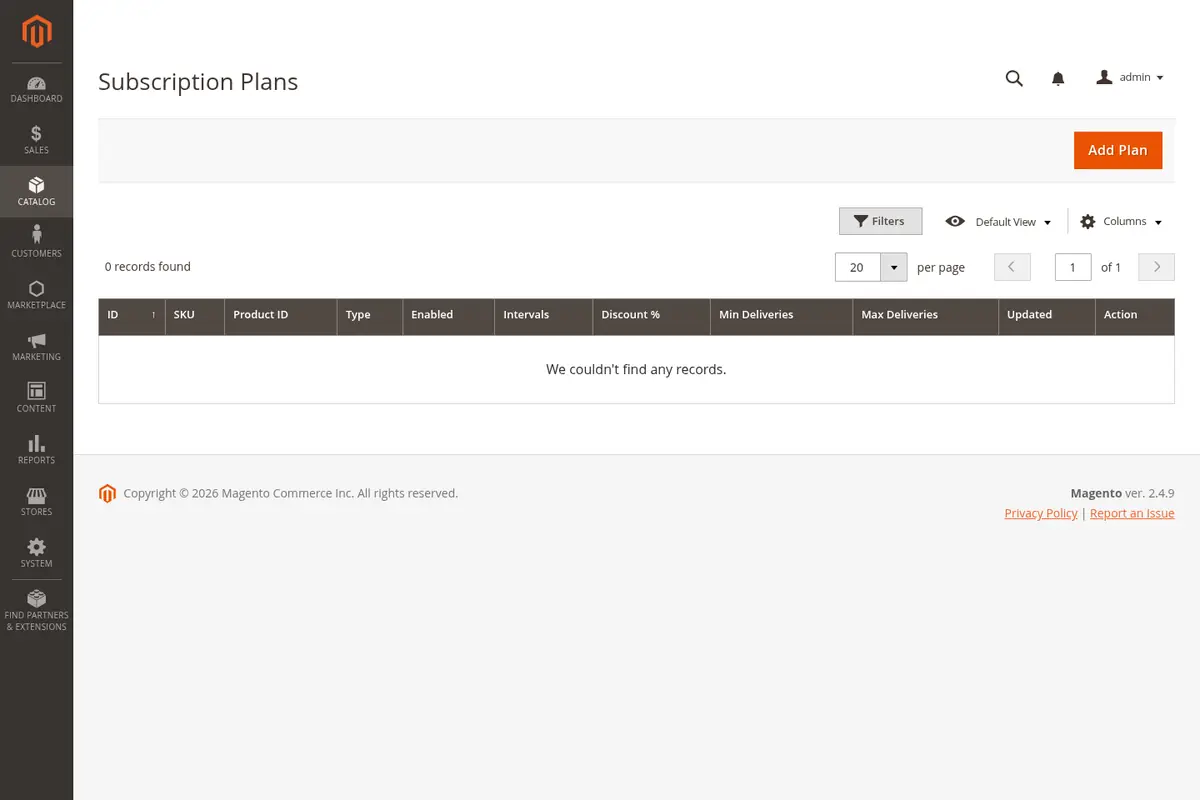 DASHBOARD
SALES
CATALOG
CUSTOMERS
MARKETPLACE
MARKETING
CONTENT
REPORTS
STORES
SYSTEM
FIND PARTNERS
& EXTENSIONS
Subscription Plans
admin
Add Plan
Filters
Default View
Columns
0 records found
20
per page
1
of 1
ID ↑ SKU Product ID Type Enabled Intervals Discount % Min Deliveries Max Deliveries Updated Action
We couldn't find any records.
Copyright © 2026 Magento Commerce Inc. All rights reserved.
Magento ver. 2.4.9
Privacy Policy | Report an Issue